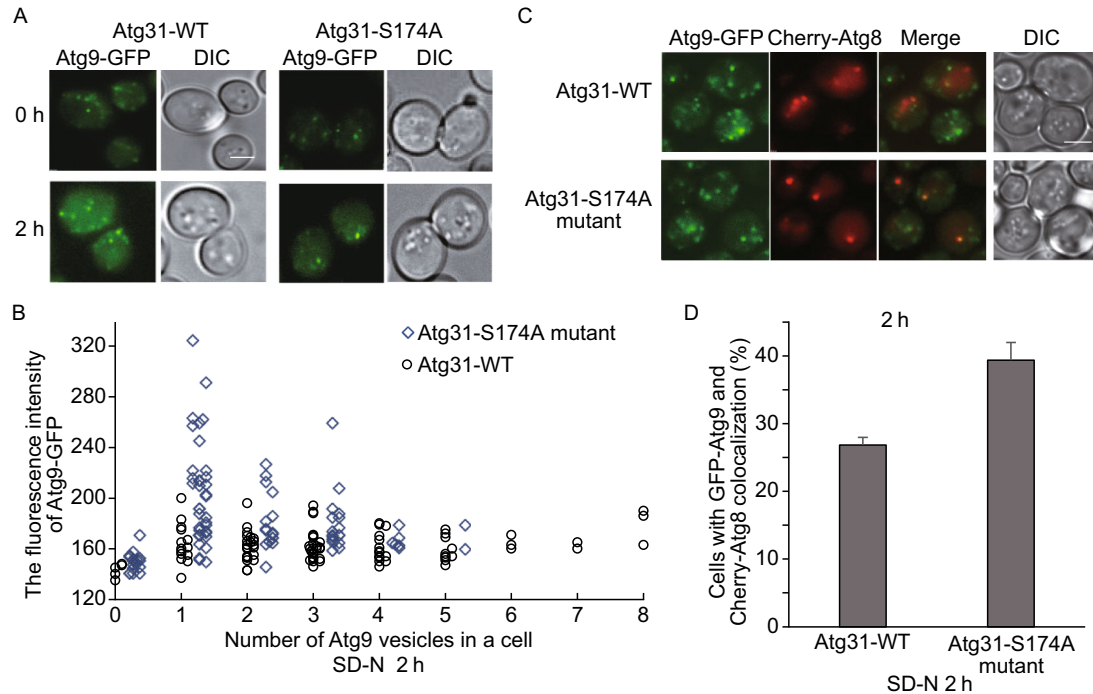 A
Atg31-WT Atg31-S174A
Atg9-GFP DIC Atg9-GFP DIC
0 h
2 h
C
Atg9-GFP Cherry-Atg8 Merge DIC
Atg31-WT
Atg31-S174A
mutant
B
The fluorescence intensity
of Atg9-GFP
320
280
240
200
160
120
Atg31-S174A mutant
Atg31-WT
0 1 2 3 4 5 6 7 8
Number of Atg9 vesicles in a cell
SD-N 2 h
D
2 h
Cells with GFP-Atg9 and
Cherry-Atg8 colocalization (%)
40
30
20
10
0
Atg31-WT Atg31-S174A
mutant
SD-N 2 h